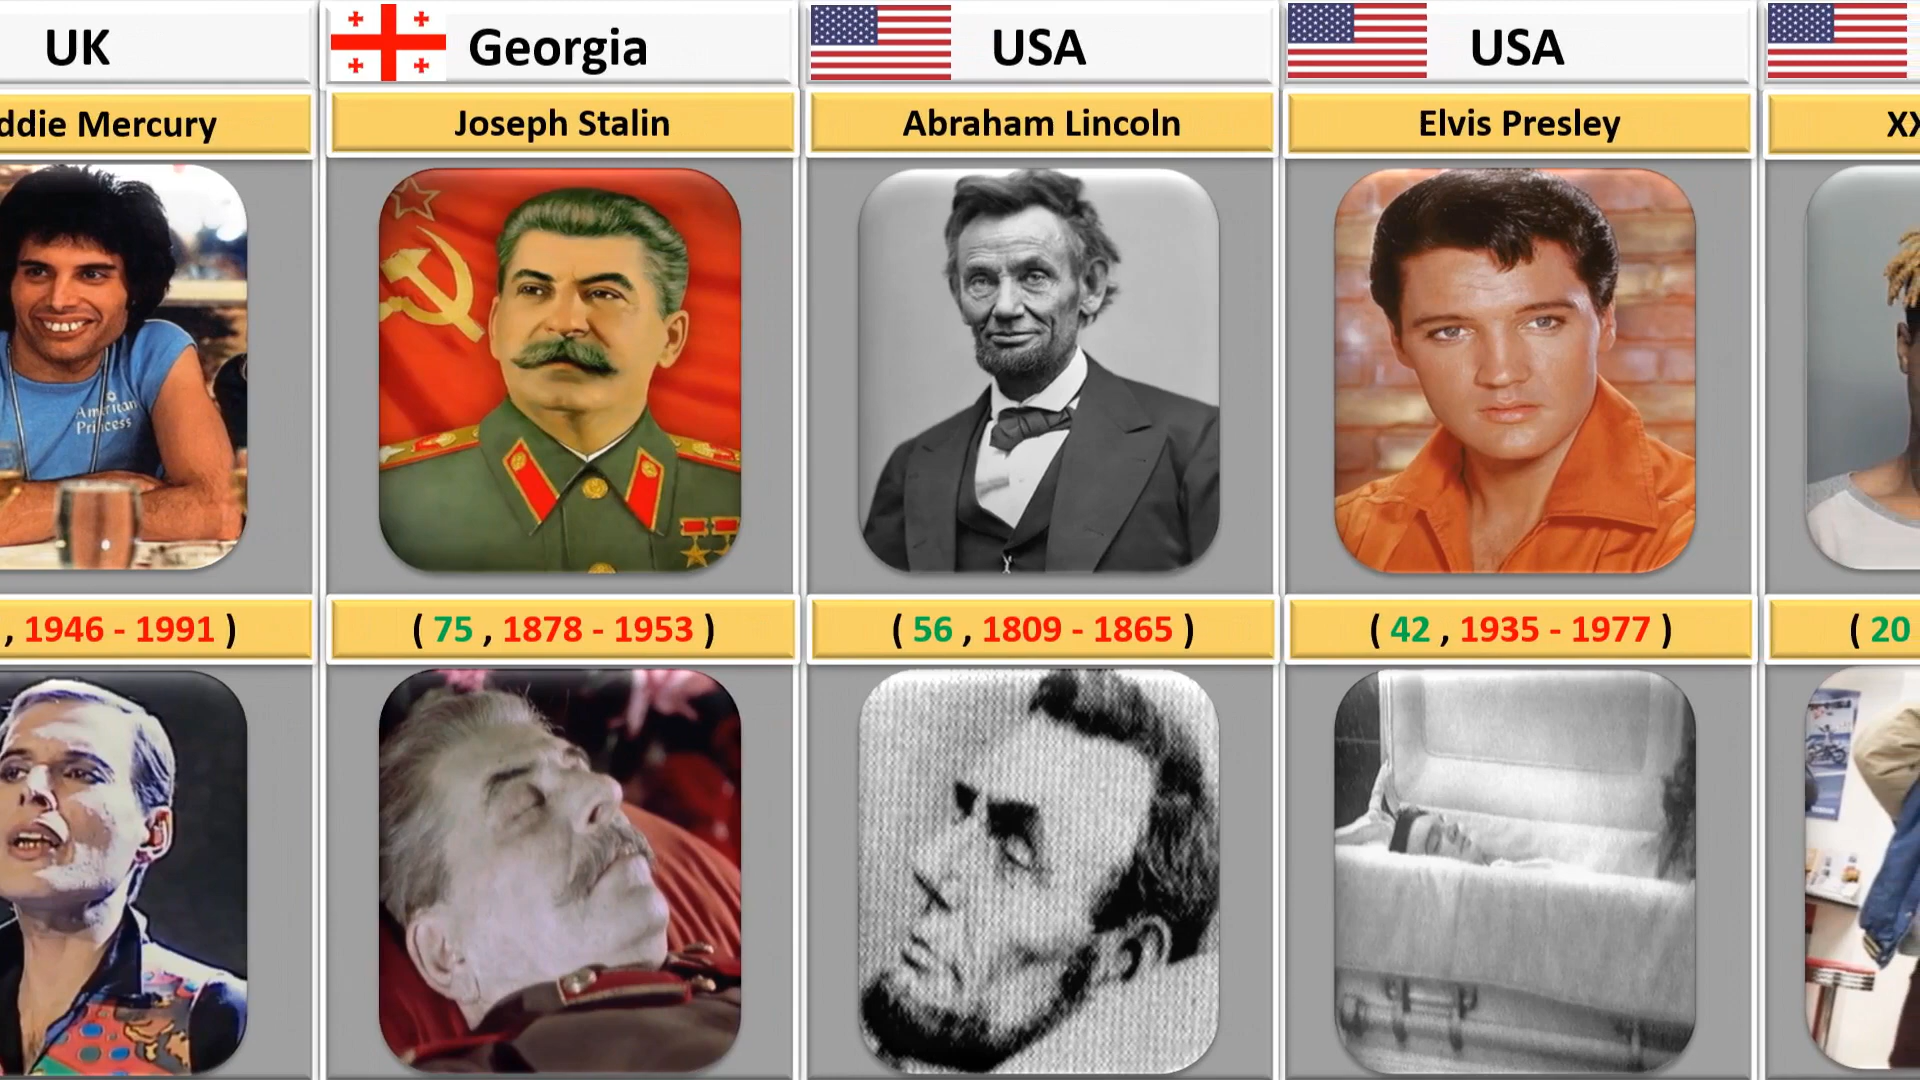 UK
Georgia
USA
USA
ddie Mercury
Joseph Stalin
Abraham Lincoln
Elvis Presley
XX
American
Princess
, 1946 - 1991 )
( 75 , 1878 - 1953 )
( 56 , 1809 - 1865 )
( 42 , 1935 - 1977 )
( 20